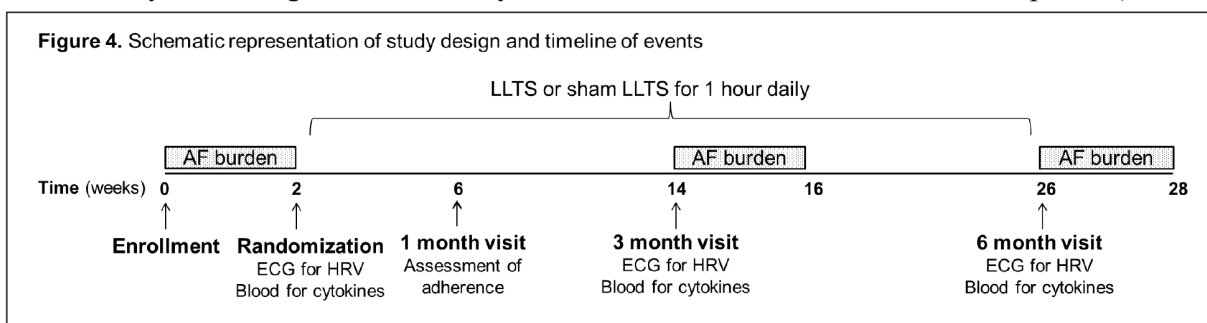 Figure 4. Schematic representation of study design and timeline of events
LLTS or sham LLTS for 1 hour daily
AF burden AF burden AF burden
Time (weeks) 0 2 6 14 16 26 28
Enrollment Randomization 1 month visit 3 month visit 6 month visit
ECG for HRV Assessment of ECG for HRV ECG for HRV
Blood for cytokines adherence Blood for cytokines Blood for cytokines